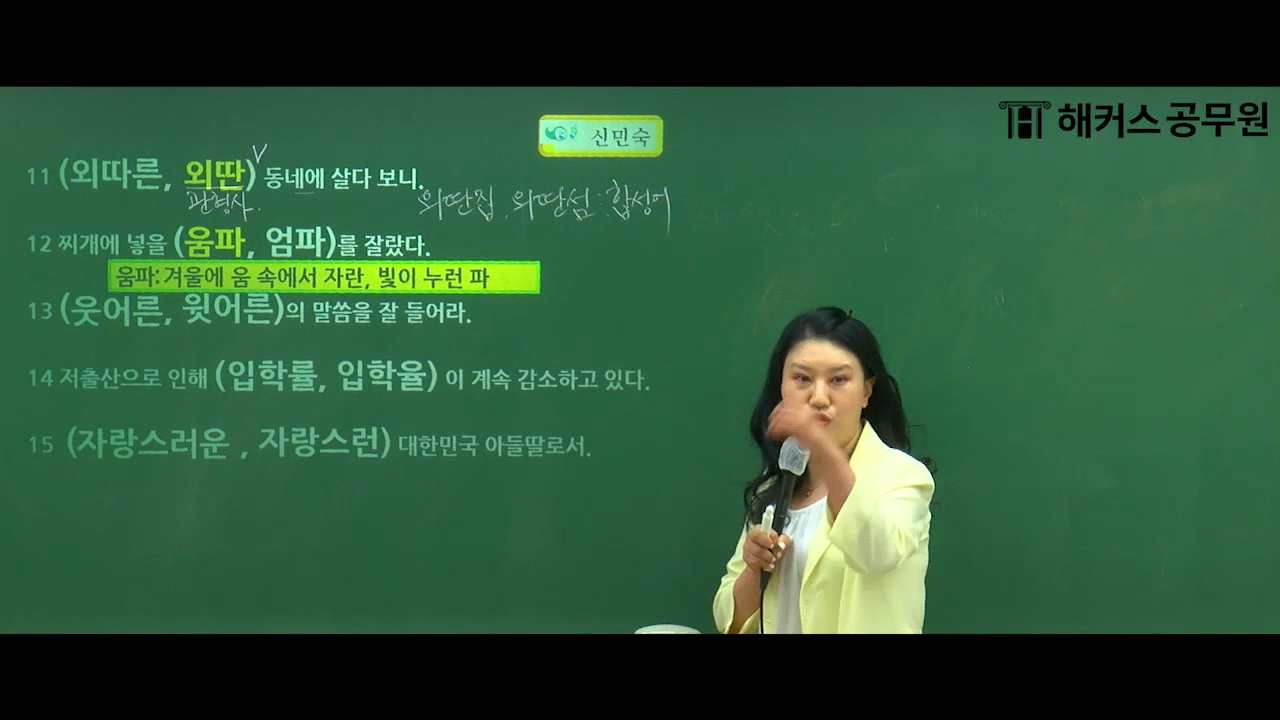 해커스공무원
신민숙
11 (외따른, 외딴) 동네에 살다 보니.
관형사. 외딴집. 외딴섬 : 합성어
12 찌개에 넣을 (움파, 엄파)를 잘랐다.
움파: 겨울에 움 속에서 자란, 빛이 누런 파
13 (웃어른, 윗어른)의 말씀을 잘 들어라.
14 저출산으로 인해 (입학률, 입학율) 이 계속 감소하고 있다.
15 (자랑스러운 , 자랑스런) 대한민국 아들딸로서.